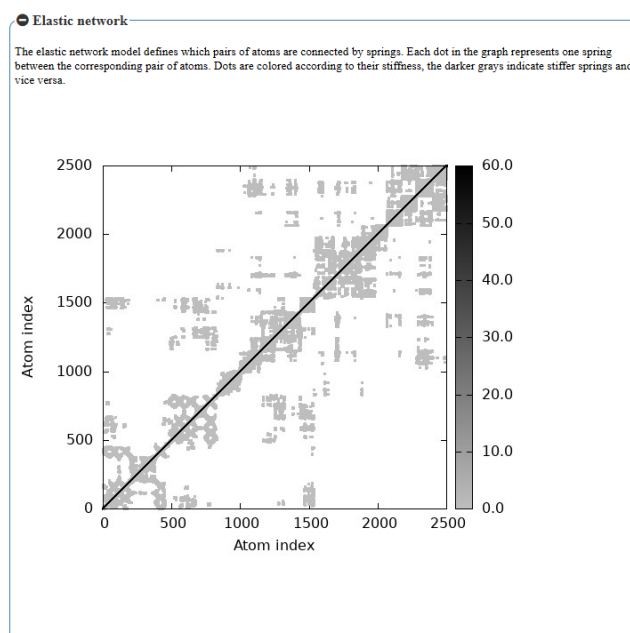 Elastic network
The elastic network model defines which pairs of atoms are connected by springs. Each dot in the graph represents one spring
between the corresponding pair of atoms. Dots are colored according to their stiffness, the darker grays indicate stiffer springs and
vice versa.
2500
2000
1500
1000
500
0
Atom index
0 500 1000 1500 2000 2500
Atom index
60.0
50.0
40.0
30.0
20.0
10.0
0.0